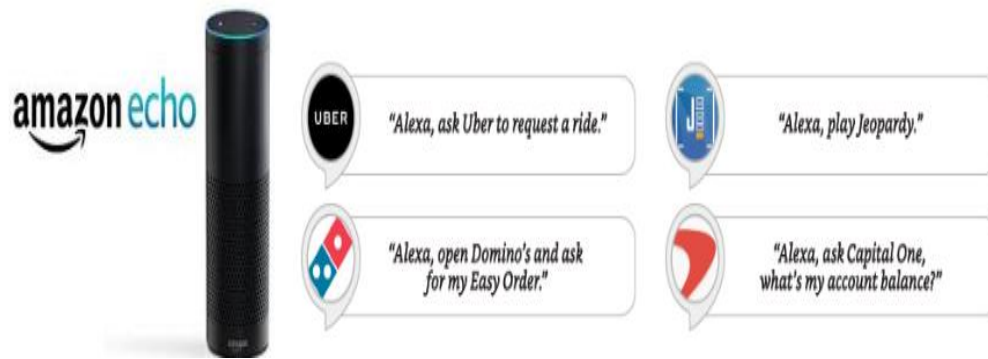 amazon echo
UBER
"Alexa, ask Uber to request a ride."
"Alexa, play Jeopardy."
"Alexa, open Domino's and ask
for my Easy Order."
"Alexa, ask Capital One,
what's my account balance?"